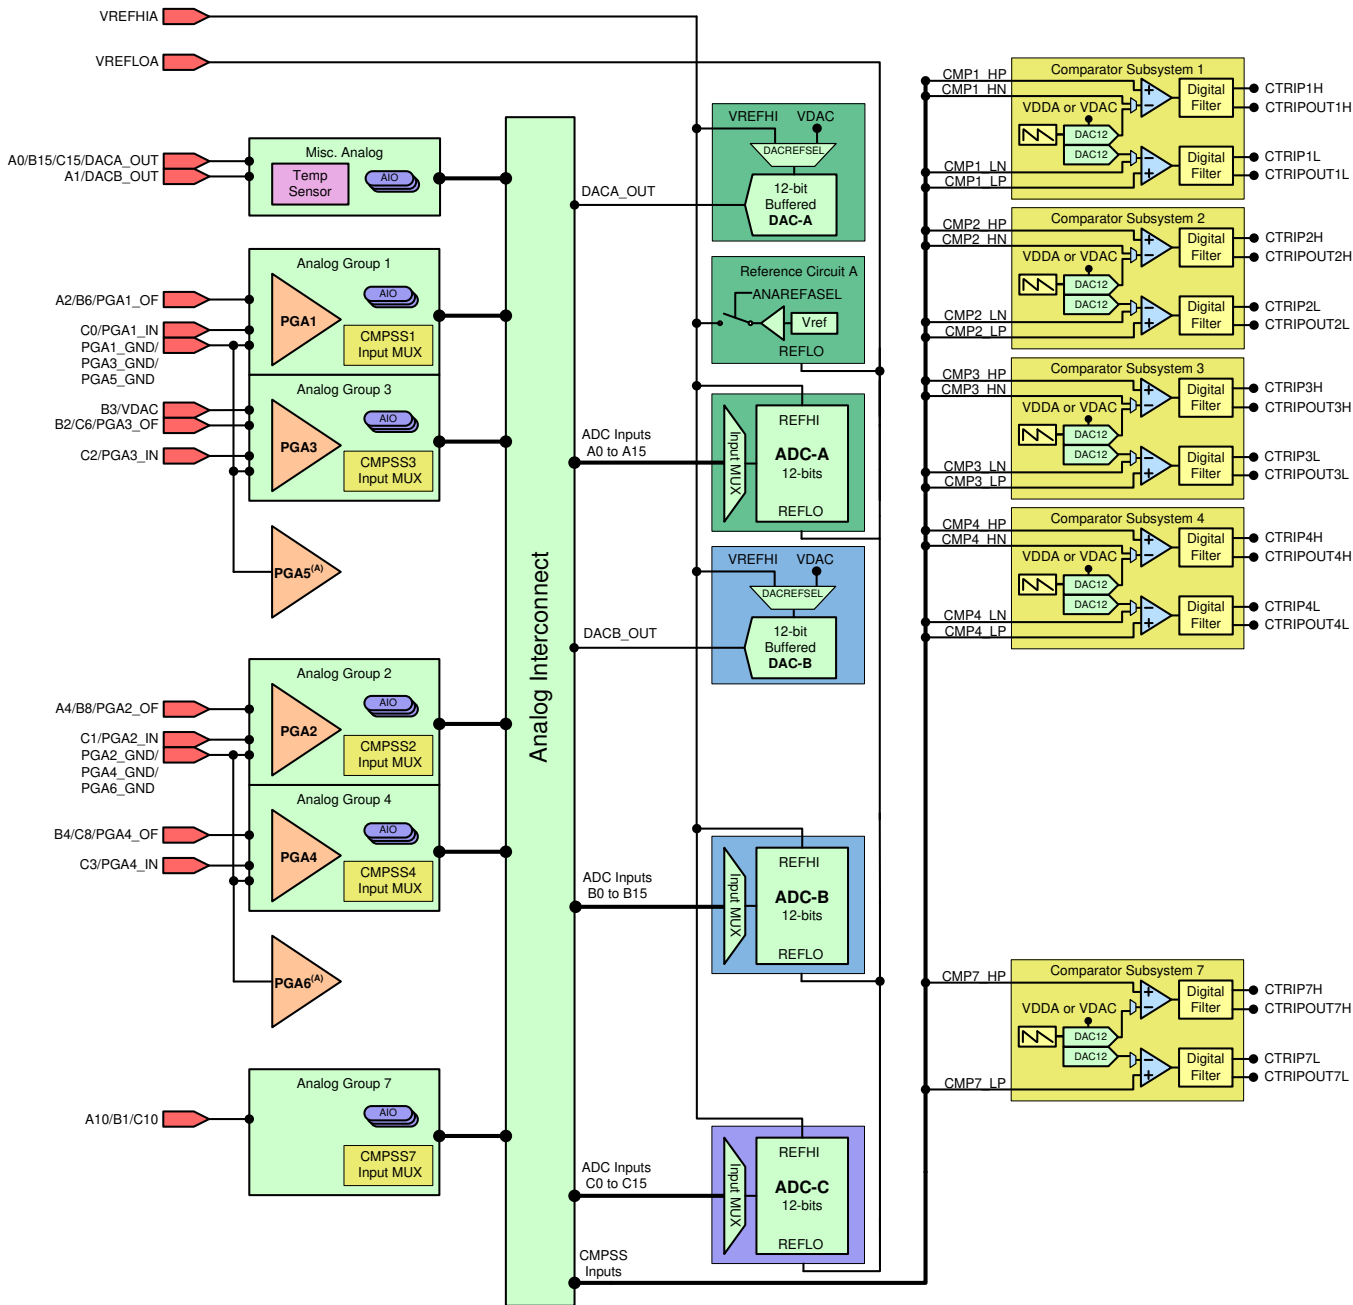 VREFHIA
VREFLOA
A0/B15/C15/DACA_OUT
A1/DACB_OUT
Misc. Analog
Temp
Sensor
AIO
Analog Group 1
A2/B6/PGA1_OF
C0/PGA1_IN
PGA1_GND/
PGA3_GND/
PGA5_GND
PGA1
AIO
CMPSS1
Input MUX
Analog Group 3
B3/VDAC
B2/C6/PGA3_OF
C2/PGA3_IN
PGA3
AIO
CMPSS3
Input MUX
PGA5(A)
Analog Group 2
A4/B8/PGA2_OF
C1/PGA2_IN
PGA2_GND/
PGA4_GND/
PGA6_GND
PGA2
AIO
CMPSS2
Input MUX
Analog Group 4
B4/C8/PGA4_OF
C3/PGA4_IN
PGA4
AIO
CMPSS4
Input MUX
PGA6(A)
Analog Group 7
A10/B1/C10
AIO
CMPSS7
Input MUX
Analog Interconnect
DACA_OUT
VREFHI
VDAC
DACREFSEL
12-bit
Buffered
DAC-A
Reference Circuit A
ANAREFASEL
Vref
REFLO
ADC Inputs
A0 to A15
Input MUX
REFHI
ADC-A
12-bits
REFLO
DACB_OUT
VREFHI
VDAC
DACREFSEL
12-bit
Buffered
DAC-B
ADC Inputs
B0 to B15
Input MUX
REFHI
ADC-B
12-bits
REFLO
ADC Inputs
C0 to C15
Input MUX
REFHI
ADC-C
12-bits
REFLO
CMPSS
Inputs
CMP1_HP
CMP1_HN
CMP1_LN
CMP1_LP
Comparator Subsystem 1
VDDA or VDAC
DAC12
DAC12
Digital
Filter
Digital
Filter
CTRIP1H
CTRIPOUT1H
CTRIP1L
CTRIPOUT1L
CMP2_HP
CMP2_HN
CMP2_LN
CMP2_LP
Comparator Subsystem 2
VDDA or VDAC
DAC12
DAC12
Digital
Filter
Digital
Filter
CTRIP2H
CTRIPOUT2H
CTRIP2L
CTRIPOUT2L
CMP3_HP
CMP3_HN
CMP3_LN
CMP3_LP
Comparator Subsystem 3
VDDA or VDAC
DAC12
DAC12
Digital
Filter
Digital
Filter
CTRIP3H
CTRIPOUT3H
CTRIP3L
CTRIPOUT3L
CMP4_HP
CMP4_HN
CMP4_LN
CMP4_LP
Comparator Subsystem 4
VDDA or VDAC
DAC12
DAC12
Digital
Filter
Digital
Filter
CTRIP4H
CTRIPOUT4H
CTRIP4L
CTRIPOUT4L
CMP7_HP
CMP7_LP
Comparator Subsystem 7
VDDA or VDAC
DAC12
DAC12
Digital
Filter
Digital
Filter
CTRIP7H
CTRIPOUT7H
CTRIP7L
CTRIPOUT7L